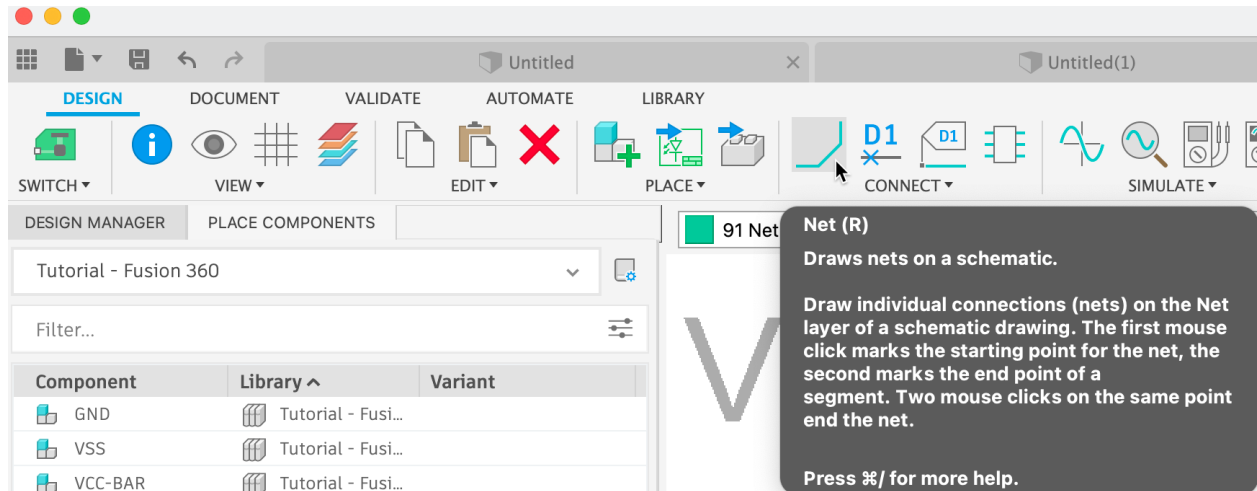 Untitled
Untitled(1)
DESIGN DOCUMENT VALIDATE AUTOMATE LIBRARY
D1 D1
SWITCH VIEW EDIT PLACE CONNECT SIMULATE
DESIGN MANAGER PLACE COMPONENTS
91 Net
Tutorial - Fusion 360
Filter...
Component Library Variant
GND Tutorial - Fusi...
VSS Tutorial - Fusi...
VCC-BAR Tutorial - Fusi...
V
Net (R)
Draws nets on a schematic.
Draw individual connections (nets) on the Net
layer of a schematic drawing. The first mouse
click marks the starting point for the net, the
second marks the end point of a
segment. Two mouse clicks on the same point
end the net.
Press ⌘/ for more help.